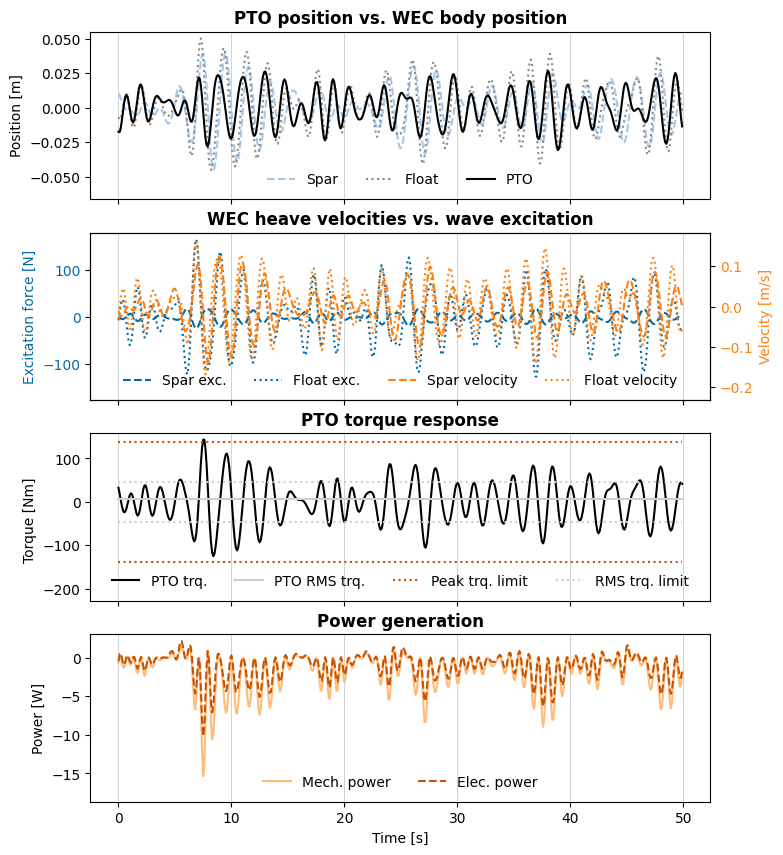 PTO position vs. WEC body position
Position [m]
0.050
0.025
0.000
−0.025
−0.050
Spar Float PTO
WEC heave velocities vs. wave excitation
Excitation force [N]
100
0
−100
0.1
0.0
−0.1
−0.2
Velocity [m/s]
Spar exc. Float exc. Spar velocity Float velocity
PTO torque response
Torque [Nm]
100
0
−100
−200
PTO trq. PTO RMS trq. Peak trq. limit RMS trq. limit
Power generation
Power [W]
0
−5
−10
−15
Mech. power Elec. power
0 10 20 30 40 50
Time [s]